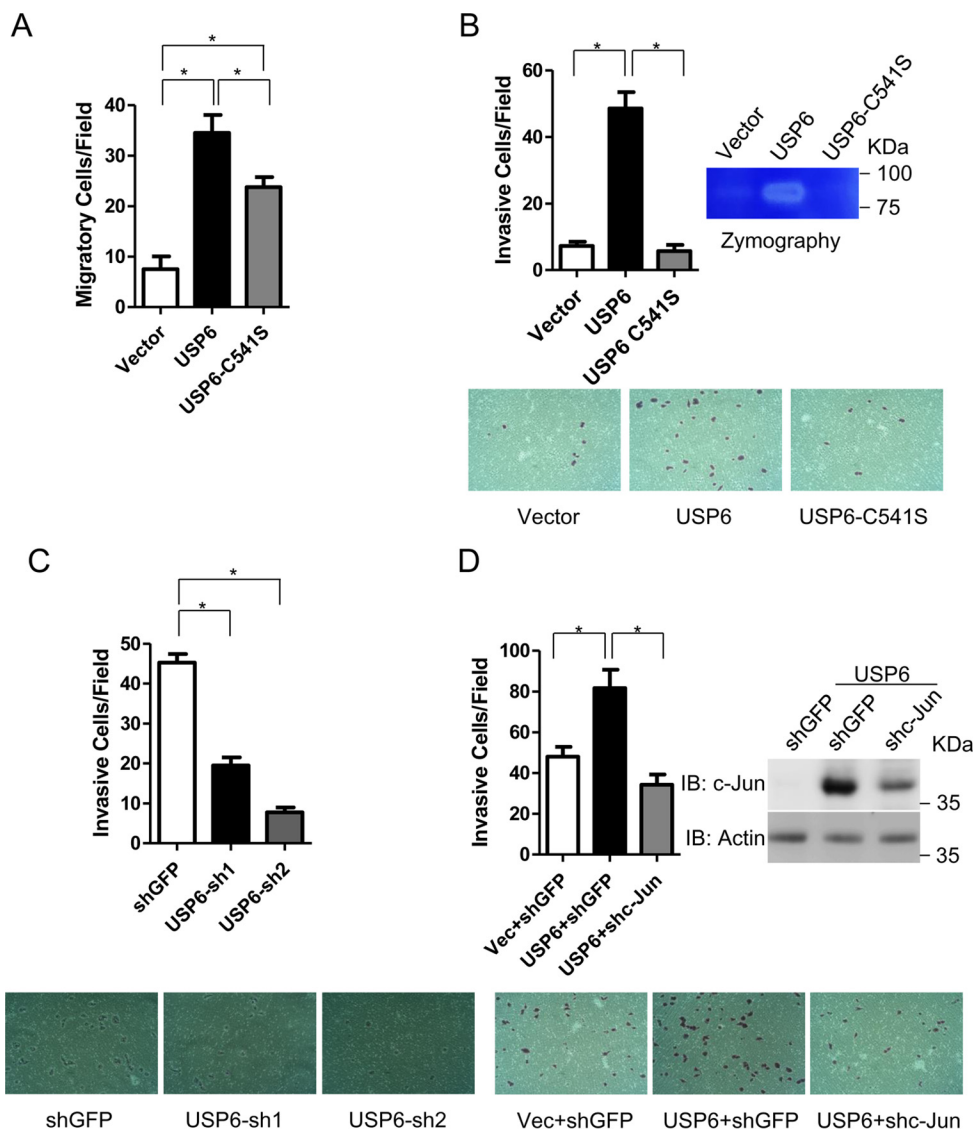 A
*
*
*
Migratory Cells/Field
40
30
20
10
0
Vector
USP6
USP6-C541S
B
*
*
Invasive Cells/Field
60
40
20
0
Vector
USP6
USP6 C541S
Vector
USP6
USP6-C541S
KDa
100
75
Zymography
Vector
USP6
USP6-C541S
C
*
*
Invasive Cells/Field
50
40
30
20
10
0
shGFP
USP6-sh1
USP6-sh2
shGFP
USP6-sh1
USP6-sh2
D
*
*
Invasive Cells/Field
100
80
60
40
20
0
Vec+shGFP
USP6+shGFP
USP6+shc-Jun
USP6
shGFP
shGFP
shc-Jun
KDa
IB: c-Jun
35
IB: Actin
35
Vec+shGFP
USP6+shGFP
USP6+shc-Jun